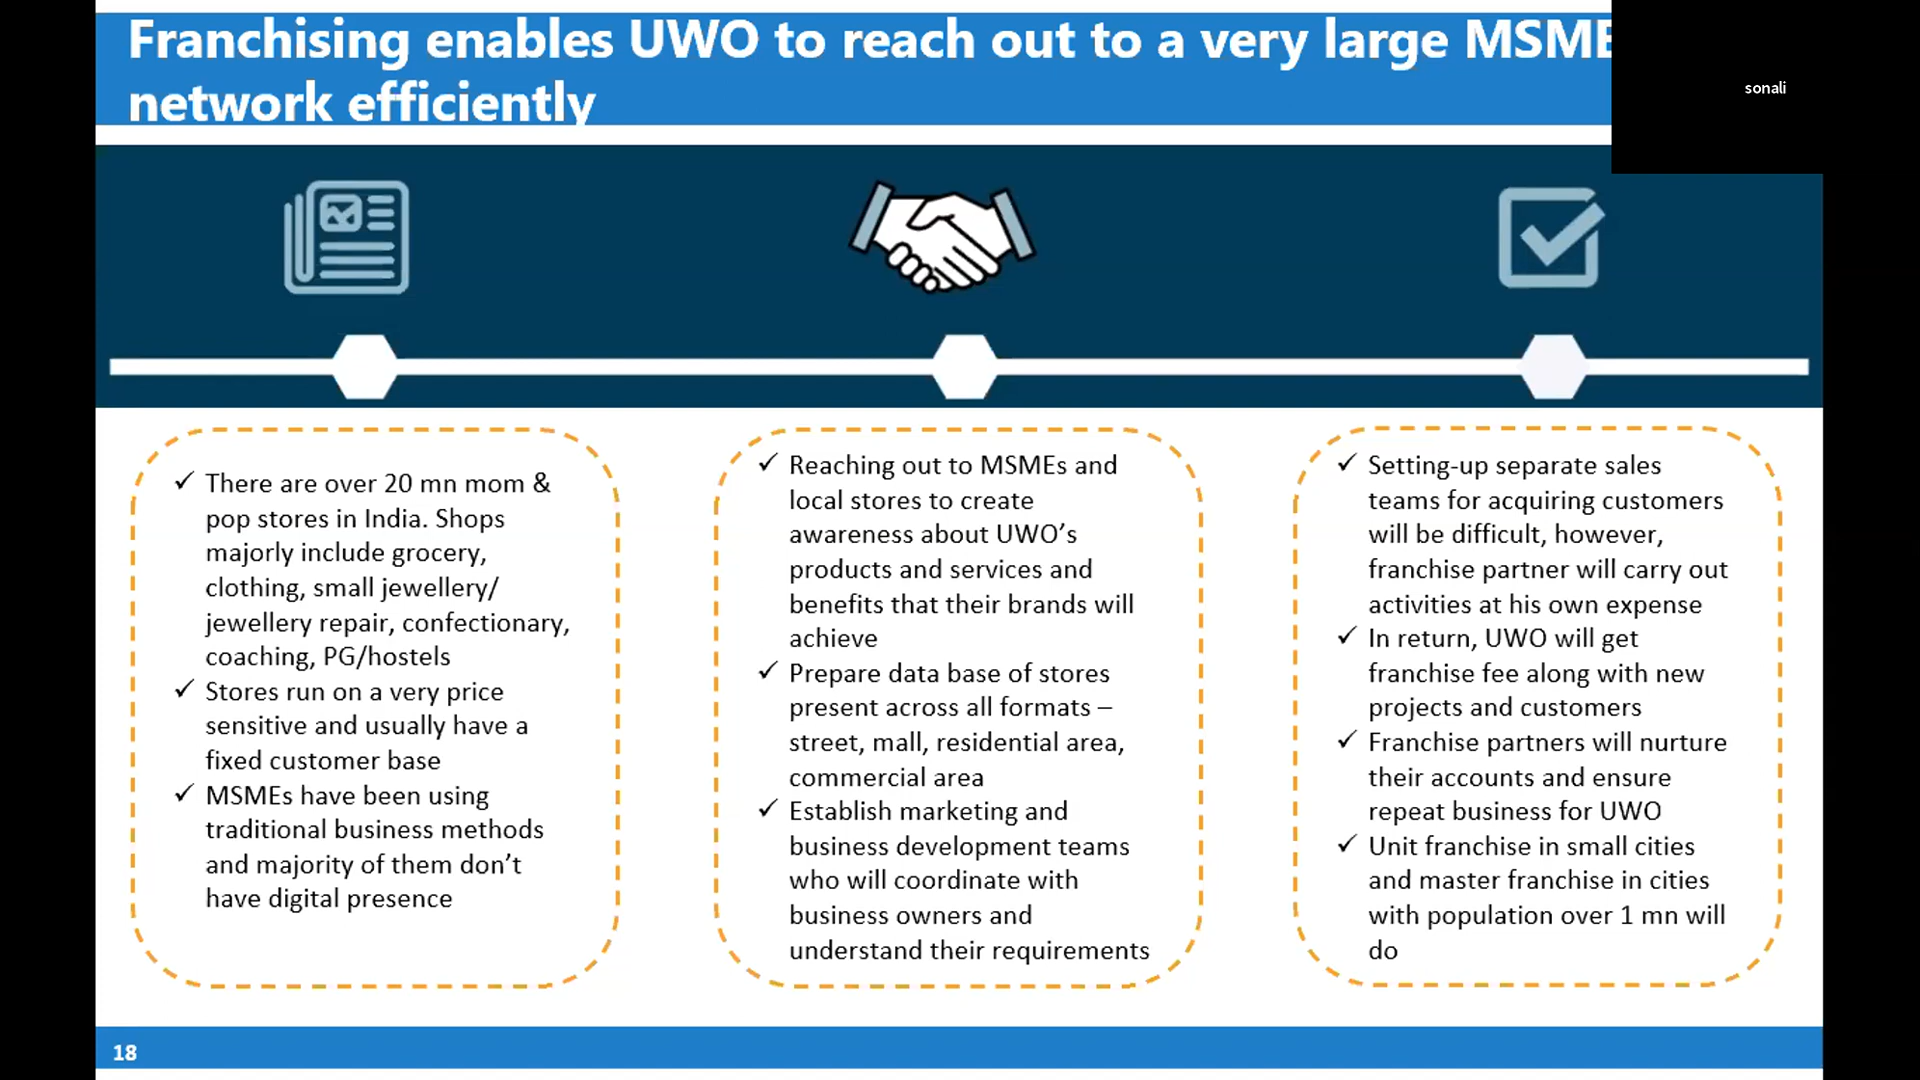 Franchising enables UWO to reach out to a very large MSME
network efficiently
sonali
✓ There are over 20 mn mom &
pop stores in India. Shops
majorly include grocery,
clothing, small jewellery/
jewellery repair, confectionary,
coaching, PG/hostels
✓ Stores run on a very price
sensitive and usually have a
fixed customer base
✓ MSMEs have been using
traditional business methods
and majority of them don’t
have digital presence
✓ Reaching out to MSMEs and
local stores to create
awareness about UWO’s
products and services and
benefits that their brands will
achieve
✓ Prepare data base of stores
present across all formats –
street, mall, residential area,
commercial area
✓ Establish marketing and
business development teams
who will coordinate with
business owners and
understand their requirements
✓ Setting-up separate sales
teams for acquiring customers
will be difficult, however,
franchise partner will carry out
activities at his own expense
✓ In return, UWO will get
franchise fee along with new
projects and customers
✓ Franchise partners will nurture
their accounts and ensure
repeat business for UWO
✓ Unit franchise in small cities
and master franchise in cities
with population over 1 mn will
do
18